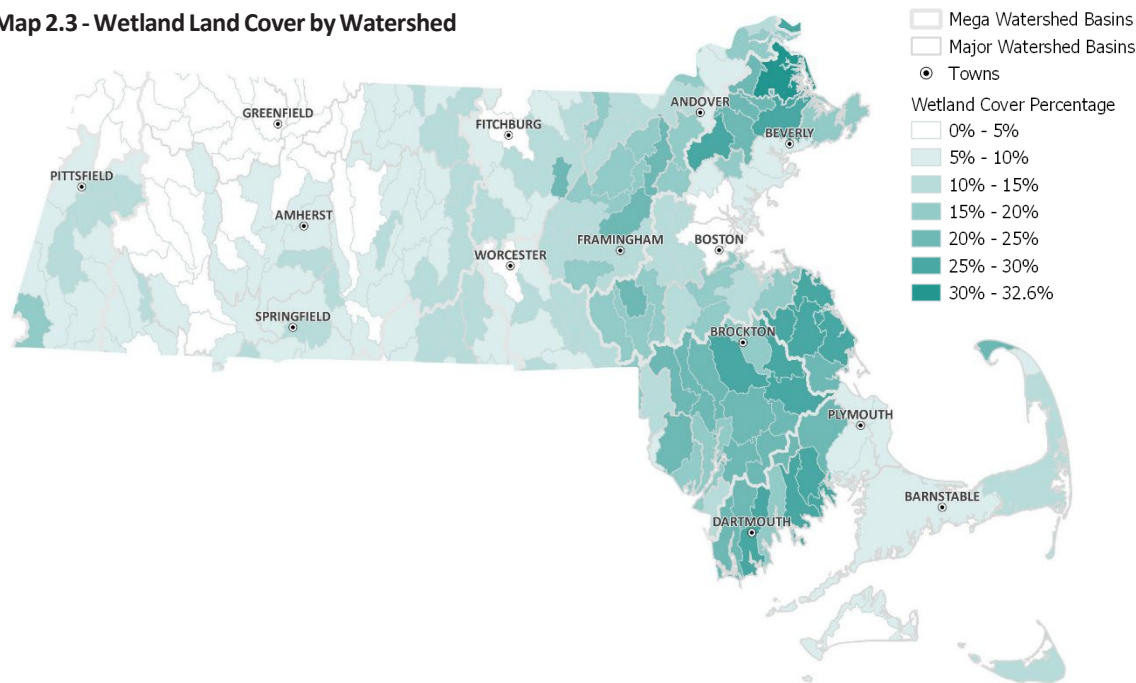 Map 2.3 - Wetland Land Cover by Watershed
Mega Watershed Basins
Major Watershed Basins
Towns
Wetland Cover Percentage
0% - 5%
5% - 10%
10% - 15%
15% - 20%
20% - 25%
25% - 30%
30% - 32.6%
ANDOVER
GREENFIELD
FITCHBURG
BEVERLY
PITTSFIELD
AMHERST
WORCESTER
FRAMINGHAM
BOSTON
SPRINGFIELD
BROCKTON
PLYMOUTH
BARNSTABLE
DARTMOUTH